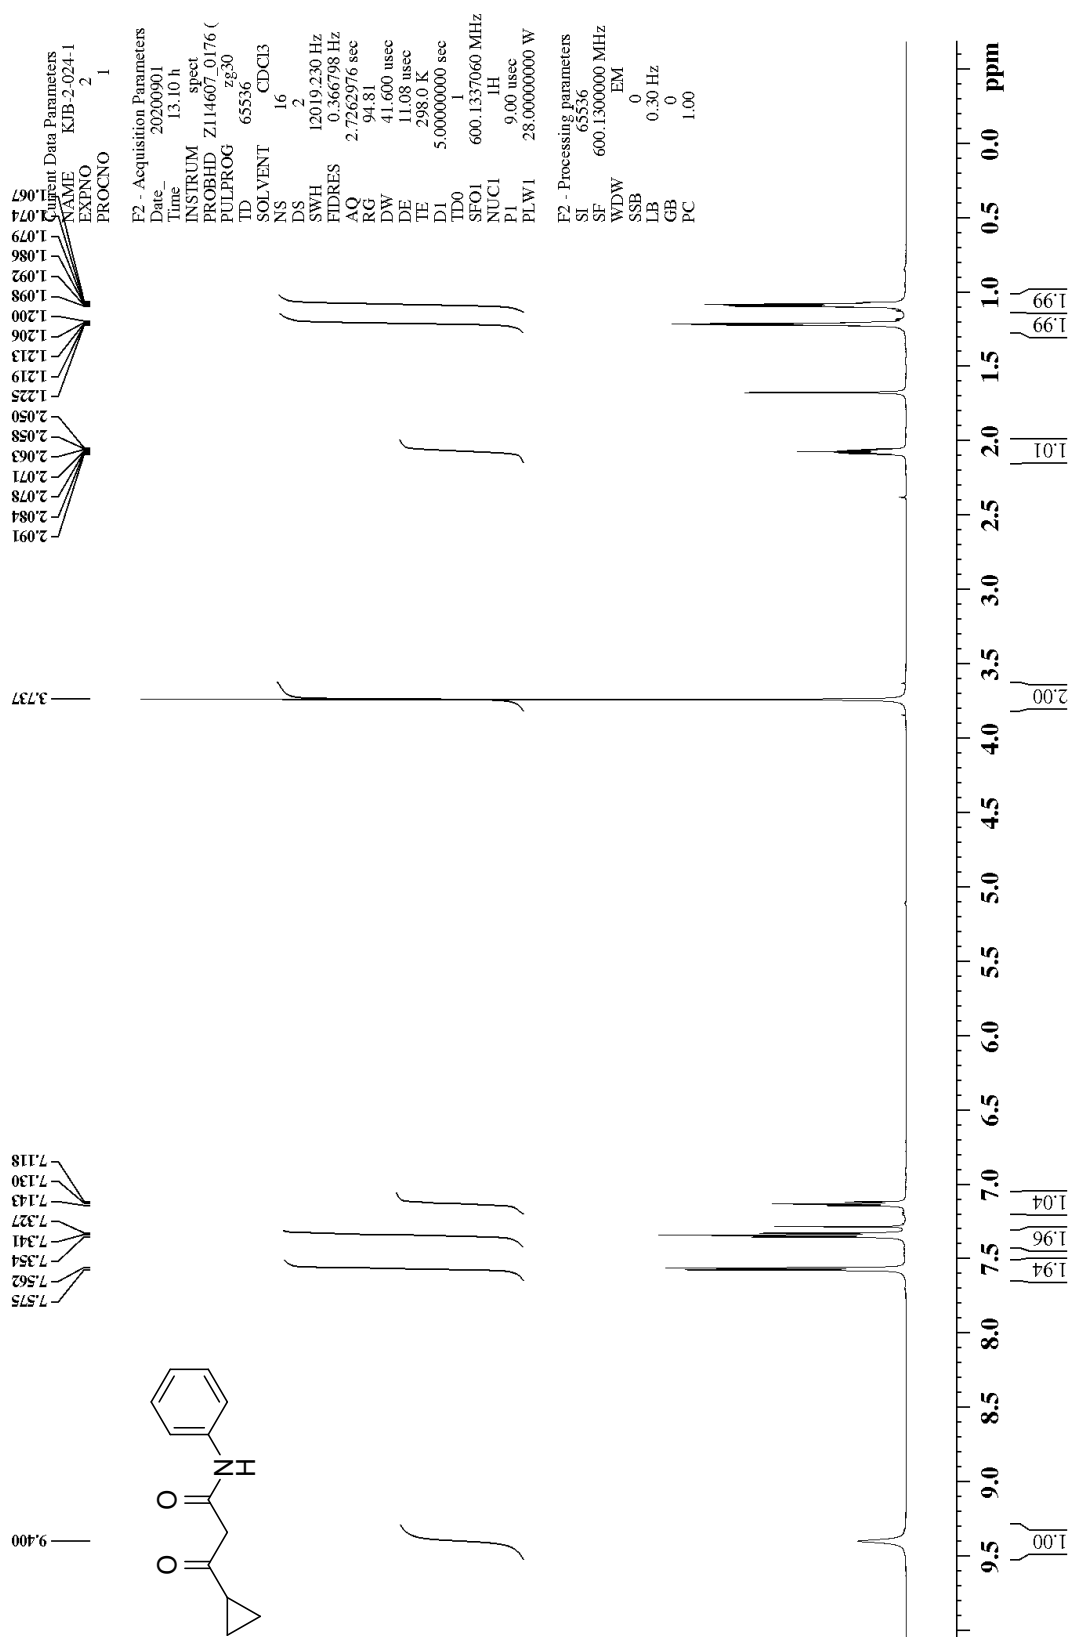 Current Data Parameters
NAME KJB-2-024-1
EXPNO 2
PROCNO 1
F2 - Acquisition Parameters
Date_ 20200901
Time 13.10 h
INSTRUM spect
PROBHD Z114607_0176 (
PULPROG zg30
TD 65536
SOLVENT CDCl3
NS 16
DS 2
SWH 12019.230 Hz
FIDRES 0.366798 Hz
AQ 2.7262976 sec
RG 94.81
DW 41.600 usec
DE 11.08 usec
TE 298.0 K
D1 5.00000000 sec
TD0 1
SFO1 600.1337060 MHz
NUC1 1H
P1 9.00 usec
PLW1 28.00000000 W
F2 - Processing parameters
SI 65536
SF 600.1300000 MHz
WDW EM
SSB 0
LB 0.30 Hz
GB 0
PC 1.00
9.400
7.575
7.562
7.354
7.341
7.327
7.143
7.130
7.118
3.737
2.091
2.084
2.078
2.071
2.063
2.058
2.050
1.225
1.219
1.213
1.206
1.200
1.098
1.092
1.086
1.079
1.074
1.067
O
O
N
H
9.5 9.0 8.5 8.0 7.5 7.0 6.5 6.0 5.5 5.0 4.5 4.0 3.5 3.0 2.5 2.0 1.5 1.0 0.5 0.0 ppm
1.00
1.94
1.96
1.04
2.00
1.01
1.99
1.99